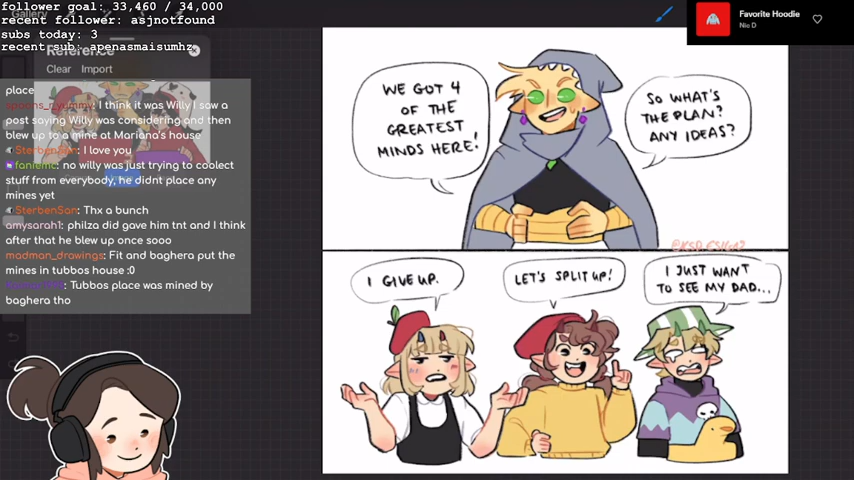 follower goal: 33,460 / 34,000
recent follower: asjnotfound
subs today: 3
recent sub: apenasmaisumhz
Gallery
Reference
Clear Import
place
I think it was Willy I saw a
post saying Willy was considering and then
blew up to a mine at Mariana's house
SterbenSan: I love you
faniemc: no willy was just trying to coolect
stuff from everybody, he didnt place any
mines yet
SterbenSan: Thx a bunch
amysarah1: philza did gave him tnt and I think
after that he blew up once sooo
madman_drawings: Fit and baghera put the
mines in tubbos house :0
Tubbos place was mined by
baghera tho
Favorite Hoodie
Nic D
WE GOT 4
OF THE
GREATEST
MINDS HERE!
SO WHAT'S
THE PLAN?
ANY IDEAS?
I GIVE UP.
LET'S SPLIT UP!
I JUST WANT
TO SEE MY DAD...